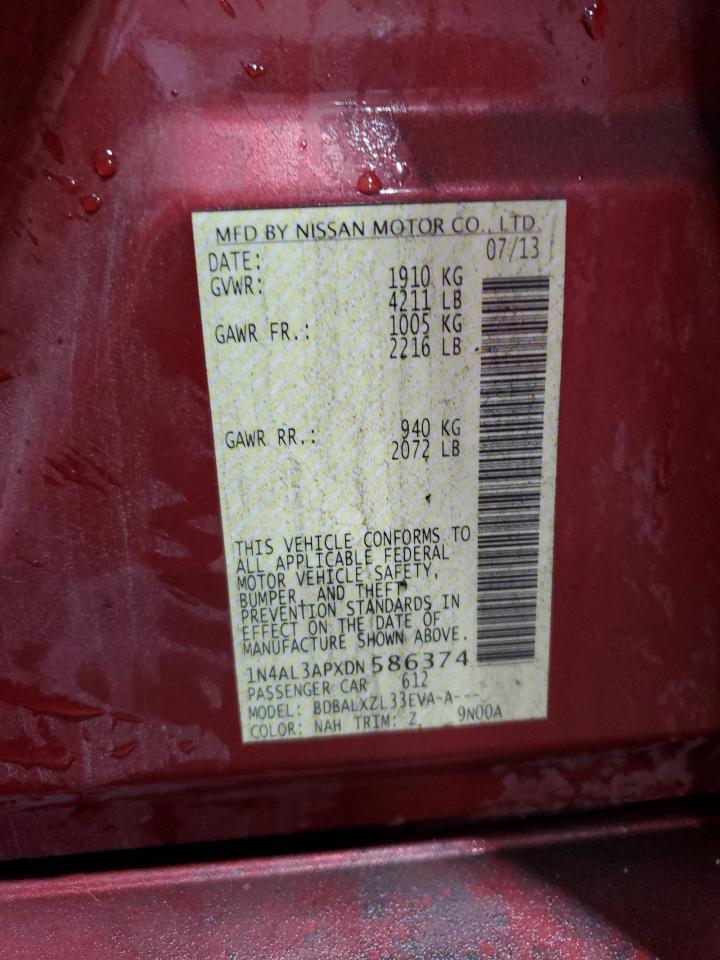 MFD BY NISSAN MOTOR CO., LTD.
DATE: 07/13
GVWR: 1910 KG
4211 LB
GAWR FR.: 1005 KG
2216 LB
GAWR RR.: 940 KG
2072 LB
THIS VEHICLE CONFORMS TO
ALL APPLICABLE FEDERAL
MOTOR VEHICLE SAFETY,
BUMPER, AND THEFT
PREVENTION STANDARDS IN
EFFECT ON THE DATE OF
MANUFACTURE SHOWN ABOVE.
1N4AL3APXDN586374
PASSENGER CAR 612
MODEL: BDBALXZL33EVA-A----
COLOR: NAH TRIM: Z 9N00A